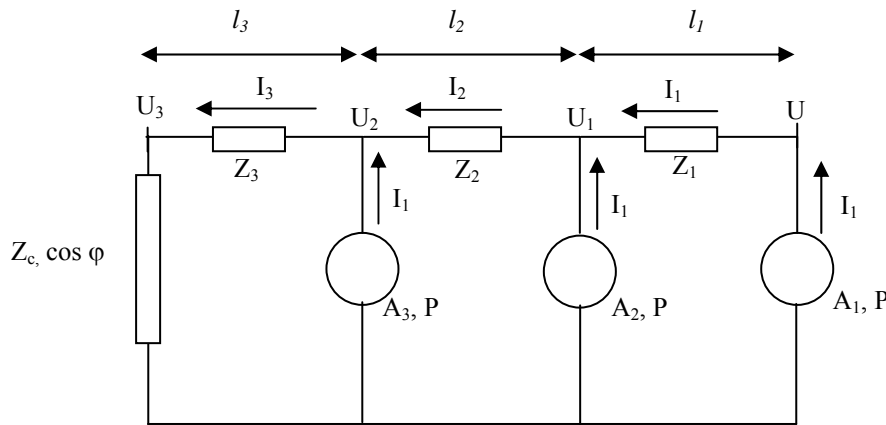 l₃ l₂ l₁
I₃ I₂ I₁
U₃ U₂ U₁ U
Z₃ Z₂ Z₁
I₁ I₁ I₁
Z꜀, cos φ
A₃, P A₂, P A₁, P